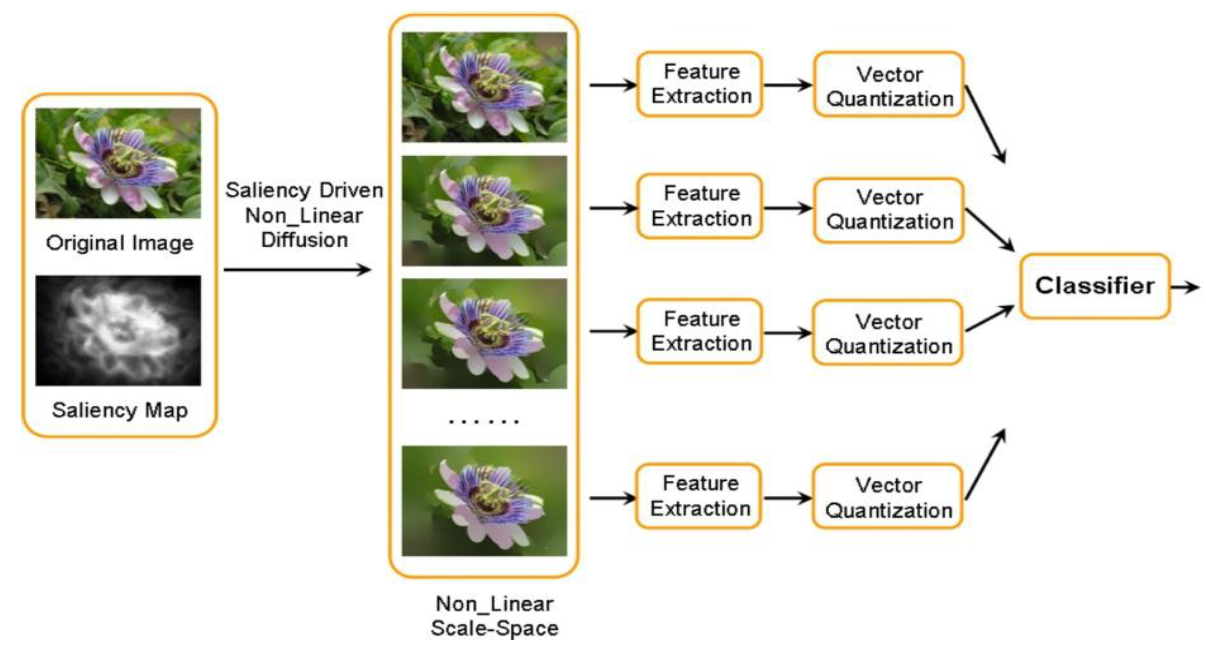 Original Image
Saliency Map
Saliency Driven
Non_Linear
Diffusion
......
Non_Linear
Scale-Space
Feature
Extraction
Vector
Quantization
Feature
Extraction
Vector
Quantization
Feature
Extraction
Vector
Quantization
Feature
Extraction
Vector
Quantization
Classifier